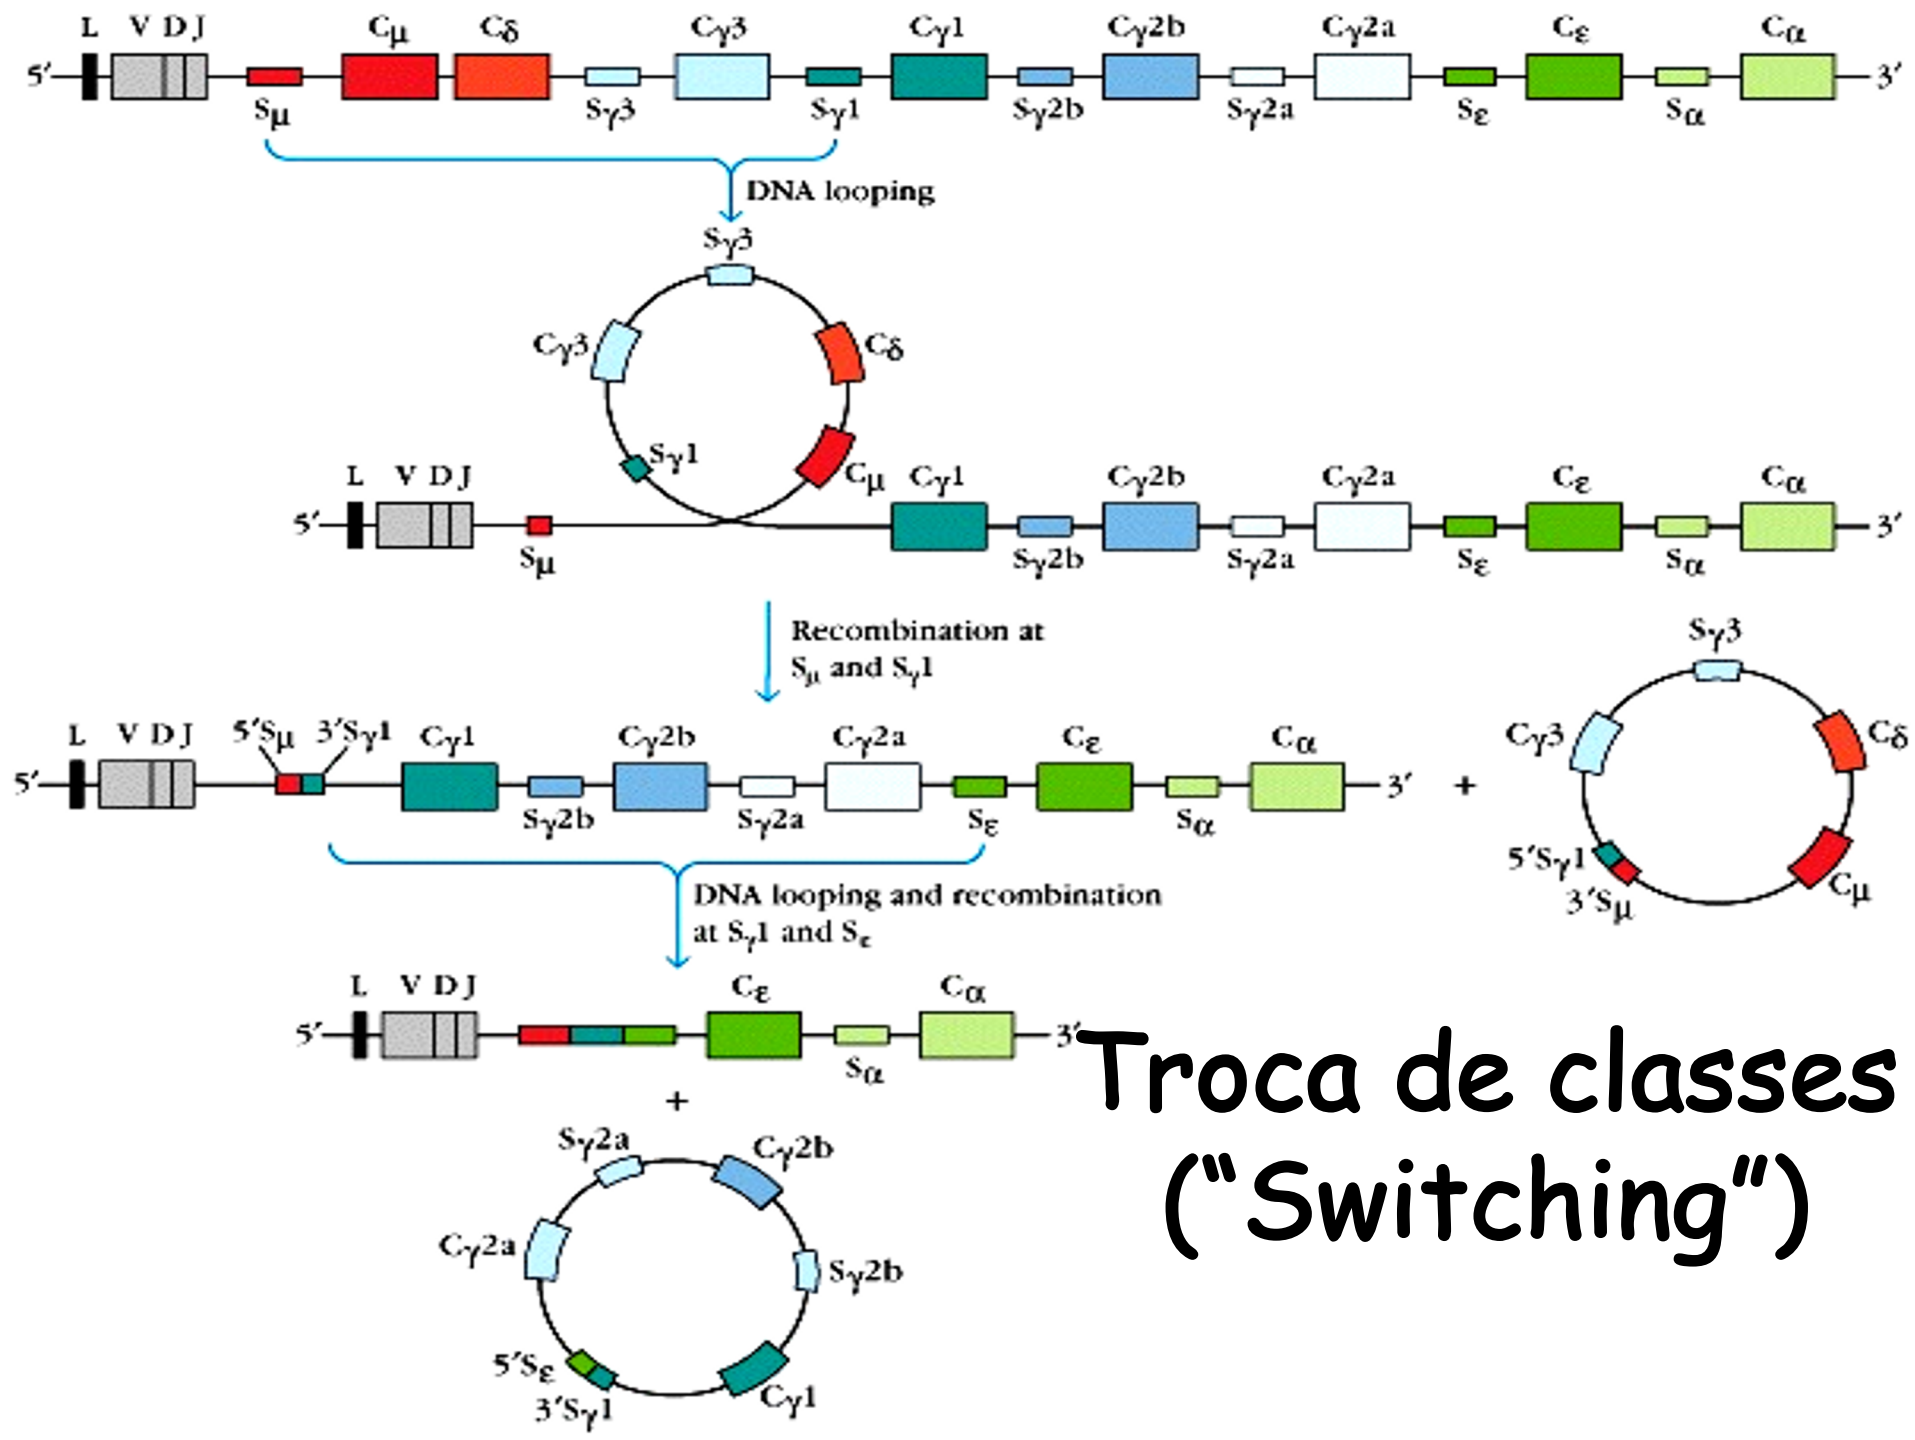 L V D J Cμ Cδ Cγ3 Cγ1 Cγ2b Cγ2a Cε Cα
5′ 3′
Sμ Sγ3 Sγ1 Sγ2b Sγ2a Sε Sα
DNA looping
Sγ3
Cγ3 Cδ
Sγ1 Cμ
L V D J Cγ1 Cγ2b Cγ2a Cε Cα
5′ 3′
Sμ Sγ2b Sγ2a Sε Sα
Recombination at
Sμ and Sγ1
L V D J 5′Sμ 3′Sγ1 Cγ1 Cγ2b Cγ2a Cε Cα
5′ 3′ +
Sγ2b Sγ2a Sε Sα
Sγ3
Cγ3 Cδ
5′Sγ1
3′Sμ Cμ
DNA looping and recombination
at Sγ1 and Sε
L V D J Cε Cα
5′ 3′
Sα
+
Sγ2a Cγ2b
Cγ2a Sγ2b
5′Sε
3′Sγ1 Cγ1
Troca de classes
(“Switching”)